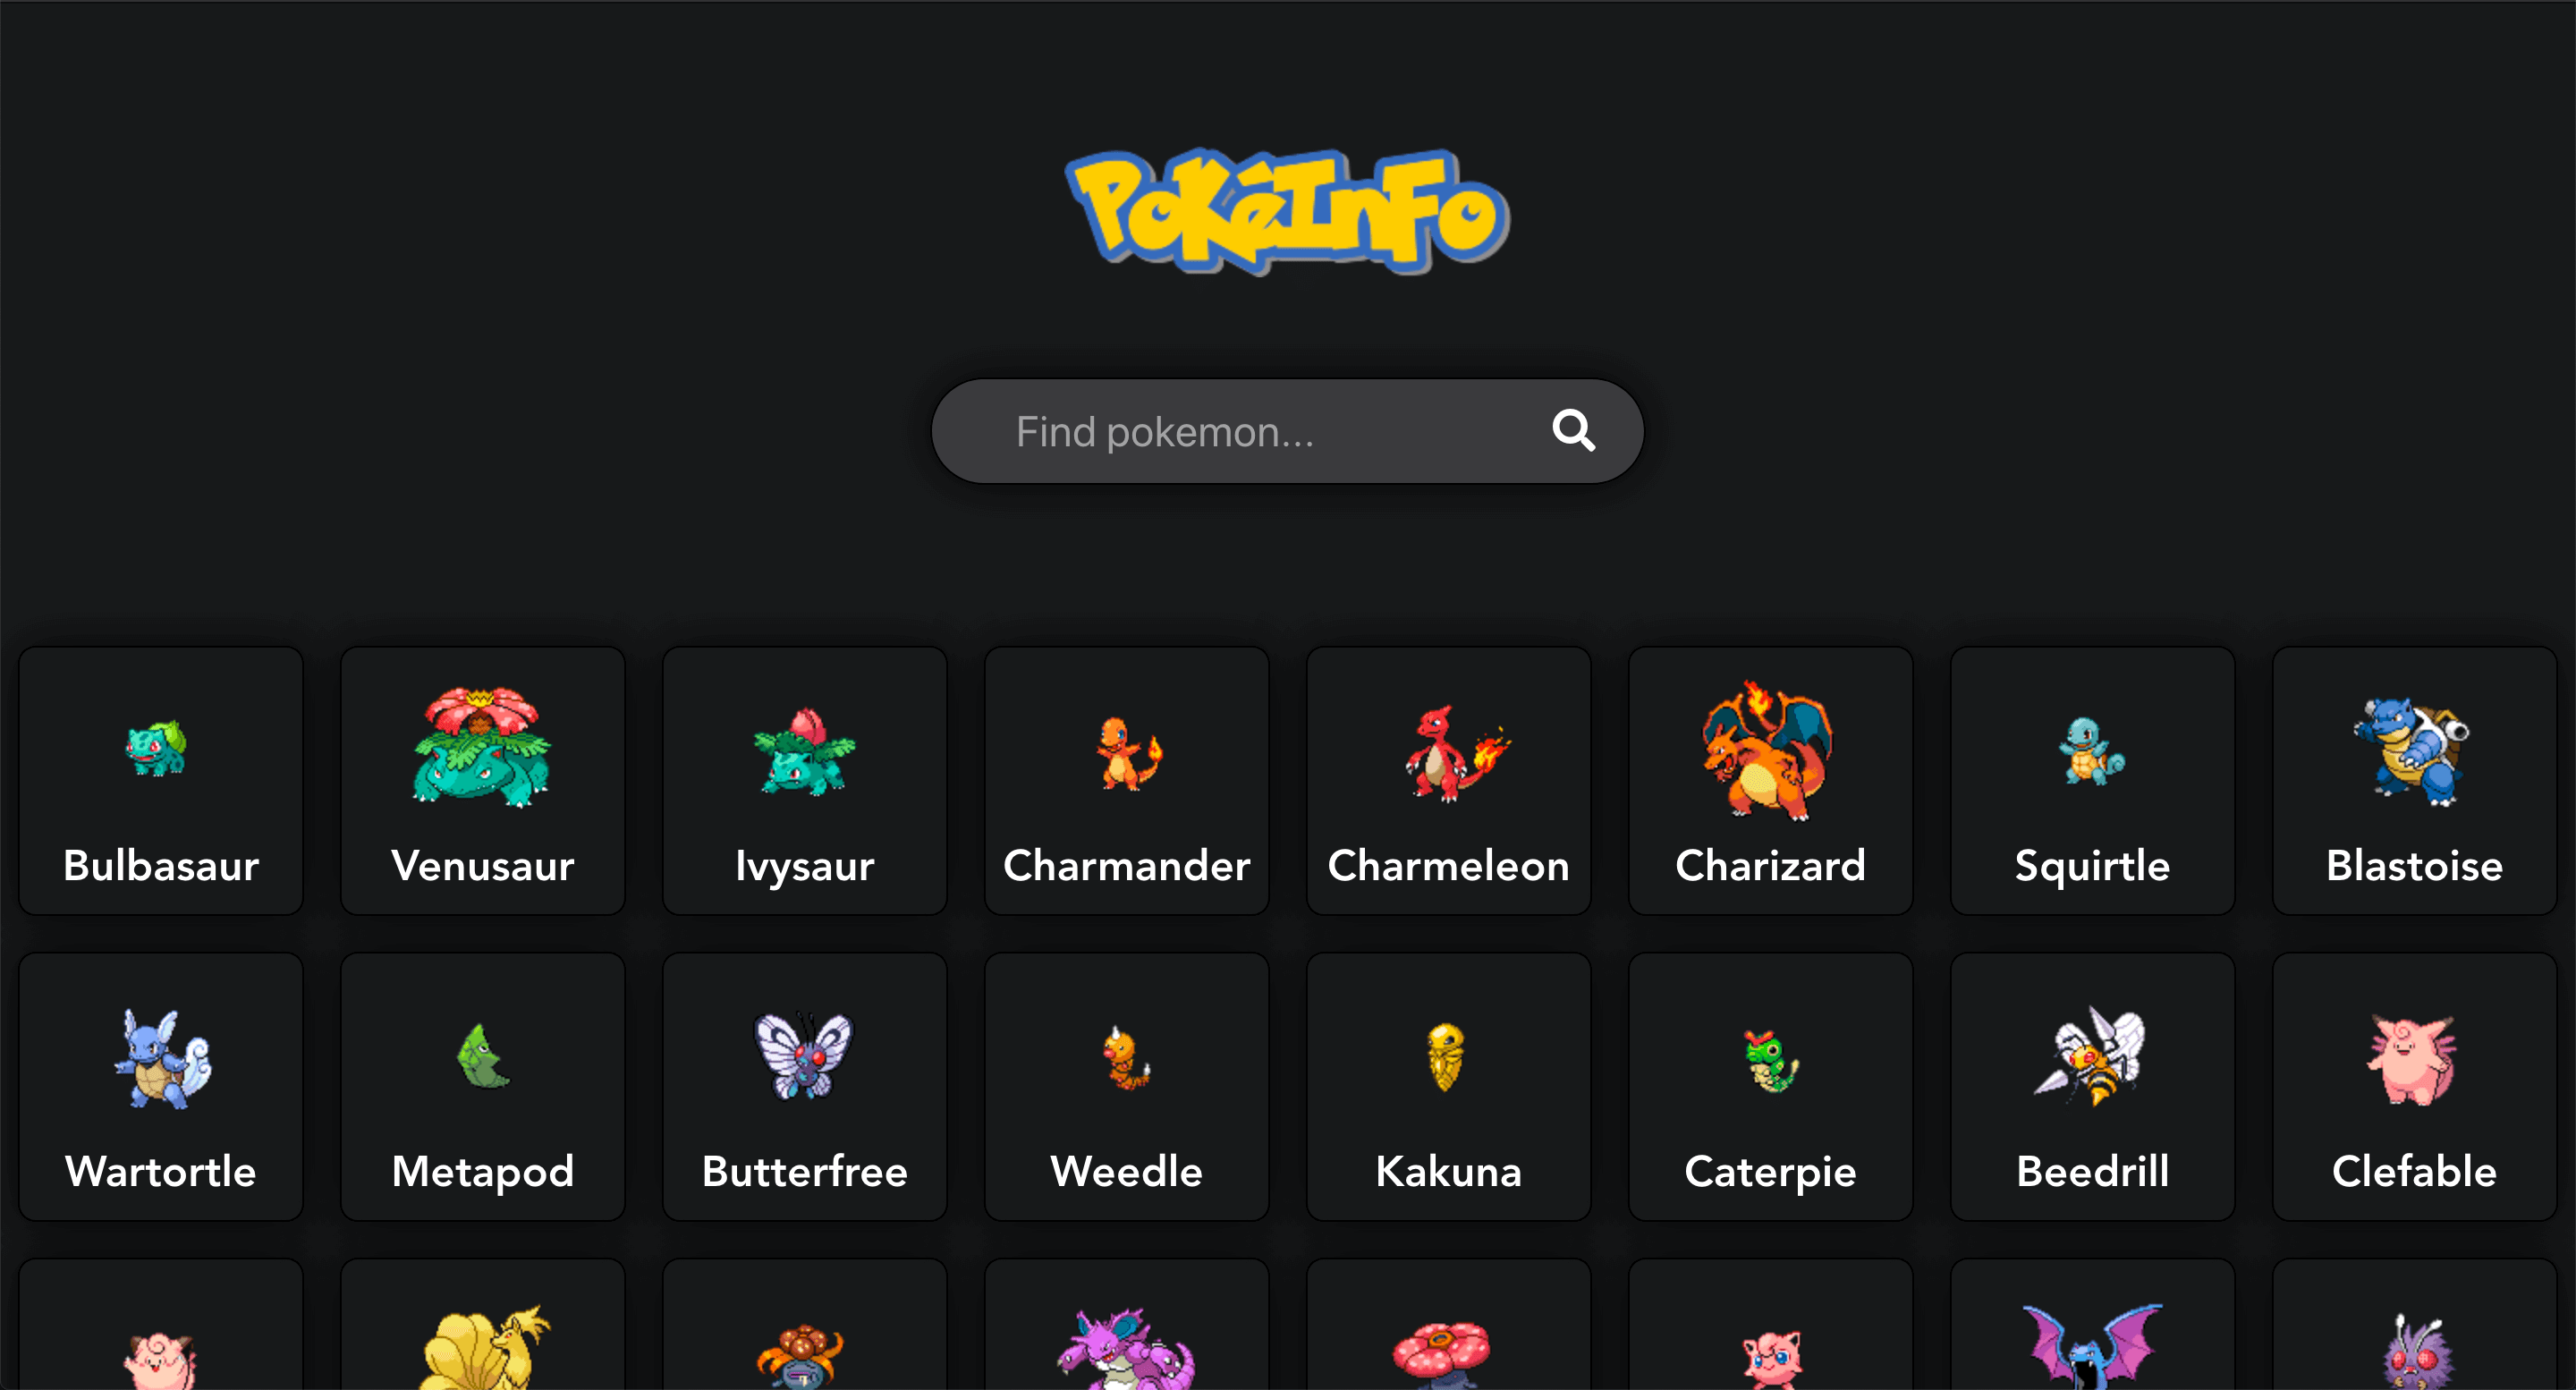 PoKéInFo
Find pokemon...
Bulbasaur
Venusaur
Ivysaur
Charmander
Charmeleon
Charizard
Squirtle
Blastoise
Wartortle
Metapod
Butterfree
Weedle
Kakuna
Caterpie
Beedrill
Clefable